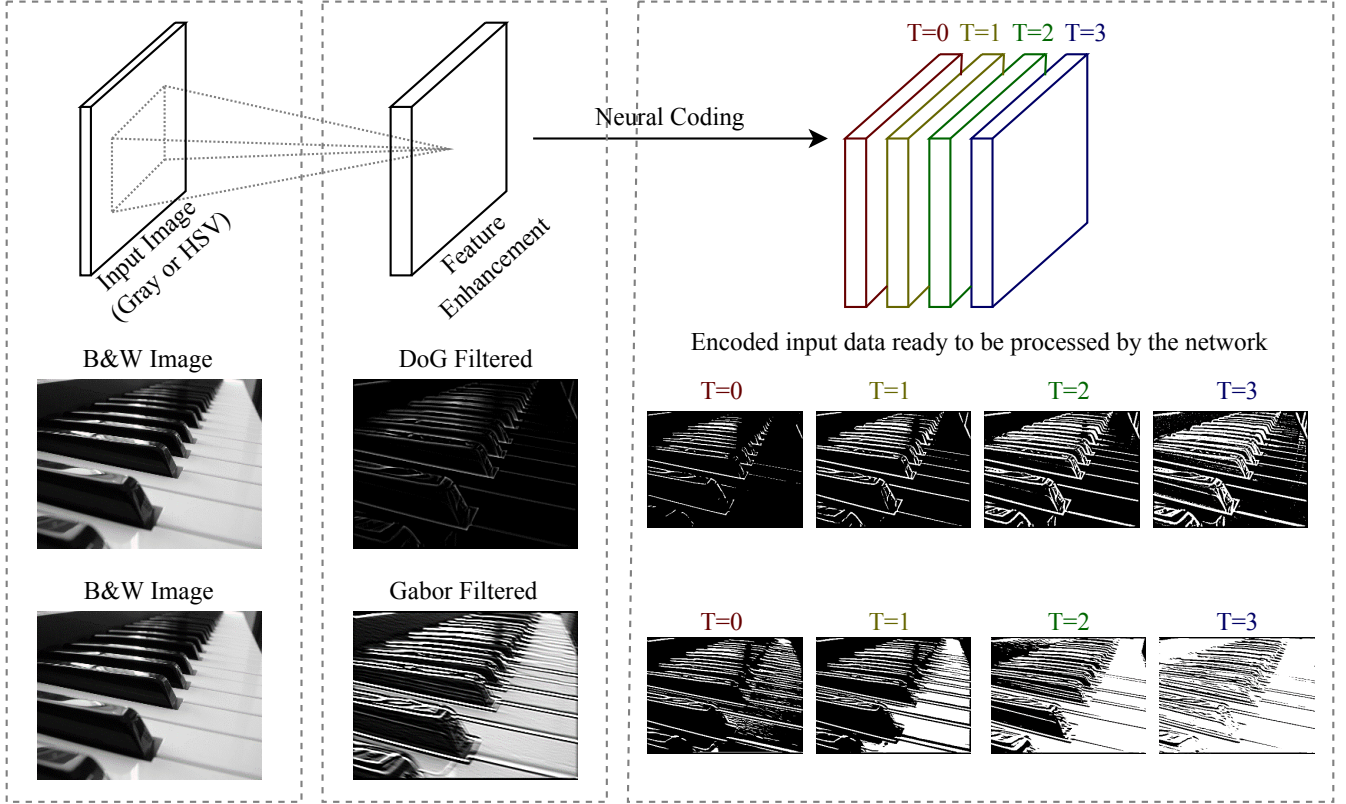 T=0 T=1 T=2 T=3
Neural Coding
Input Image
(Gray or HSV)
Feature
Enhancement
Encoded input data ready to be processed by the network
B&W Image
DoG Filtered
T=0 T=1 T=2 T=3
B&W Image
Gabor Filtered
T=0 T=1 T=2 T=3